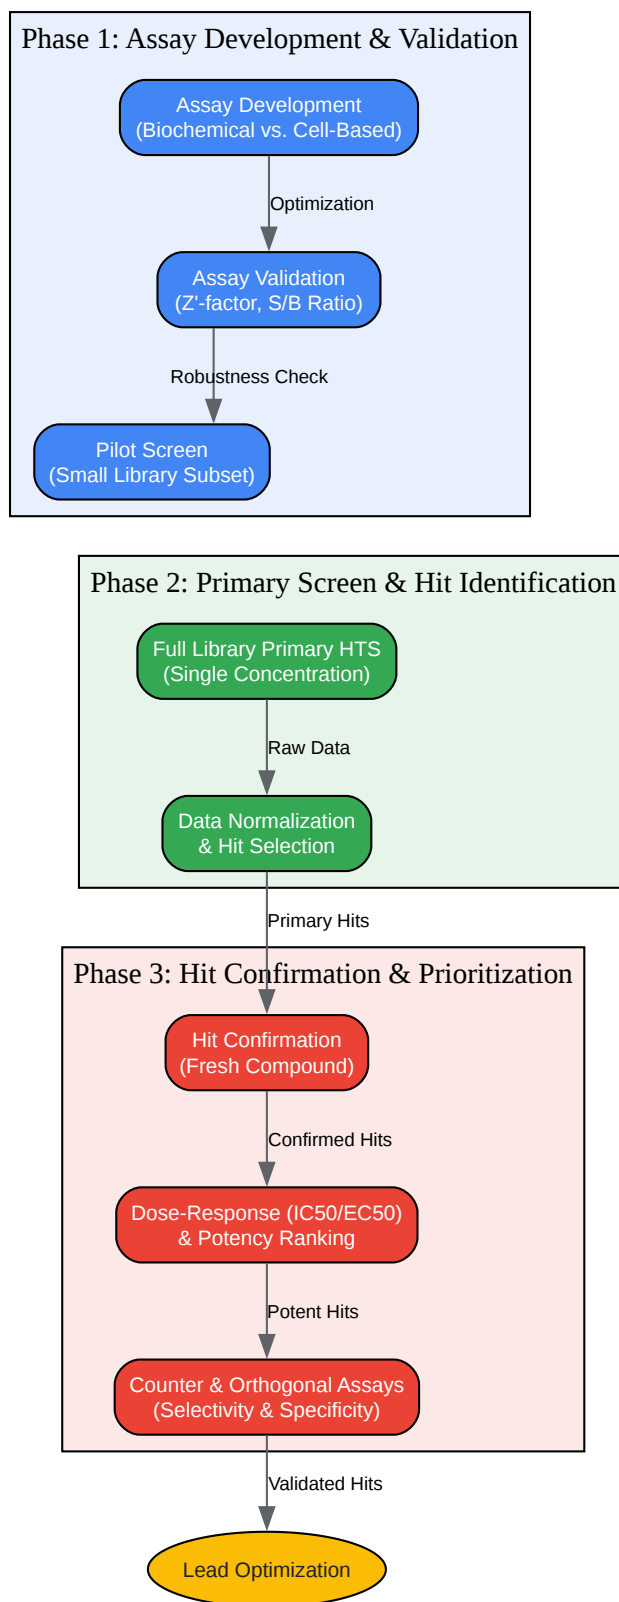 Phase 1: Assay Development & Validation
Assay Development
(Biochemical vs. Cell-Based)
Optimization
Assay Validation
(Z'-factor, S/B Ratio)
Robustness Check
Pilot Screen
(Small Library Subset)
Phase 2: Primary Screen & Hit Identification
Full Library Primary HTS
(Single Concentration)
Raw Data
Data Normalization
& Hit Selection
Primary Hits
Phase 3: Hit Confirmation & Prioritization
Hit Confirmation
(Fresh Compound)
Confirmed Hits
Dose-Response (IC50/EC50)
& Potency Ranking
Potent Hits
Counter & Orthogonal Assays
(Selectivity & Specificity)
Validated Hits
Lead Optimization